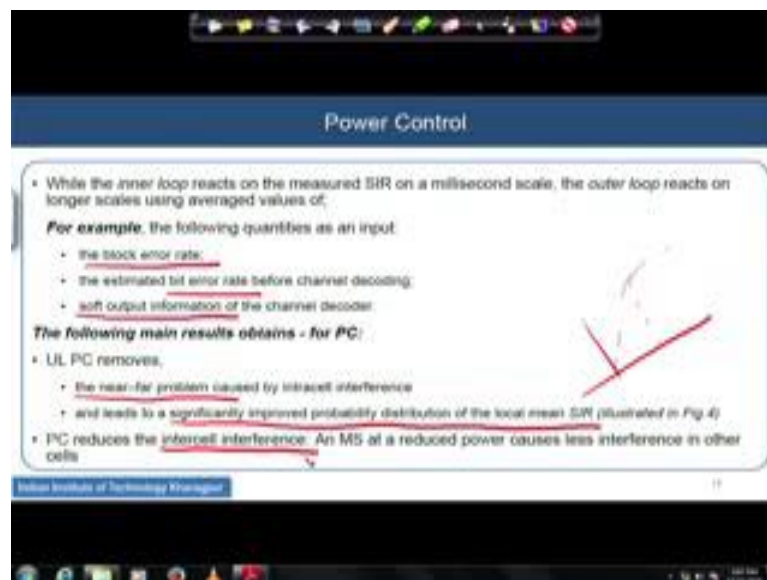 Power Control
• While the inner loop reacts on the measured SIR on a millisecond scale, the outer loop reacts on
longer scales using averaged values of;
For example, the following quantities as an input
• the block error rate;
• the estimated bit error rate before channel decoding;
• soft output information of the channel decoder
The following main results obtains - for PC:
• UL PC removes,
• the near-far problem caused by intracell interference
• and leads to a significantly improved probability distribution of the local mean SIR (illustrated in Fig 4)
• PC reduces the intercell interference. An MS at a reduced power causes less interference in other
cells
Indian Institute of Technology Kharagpur